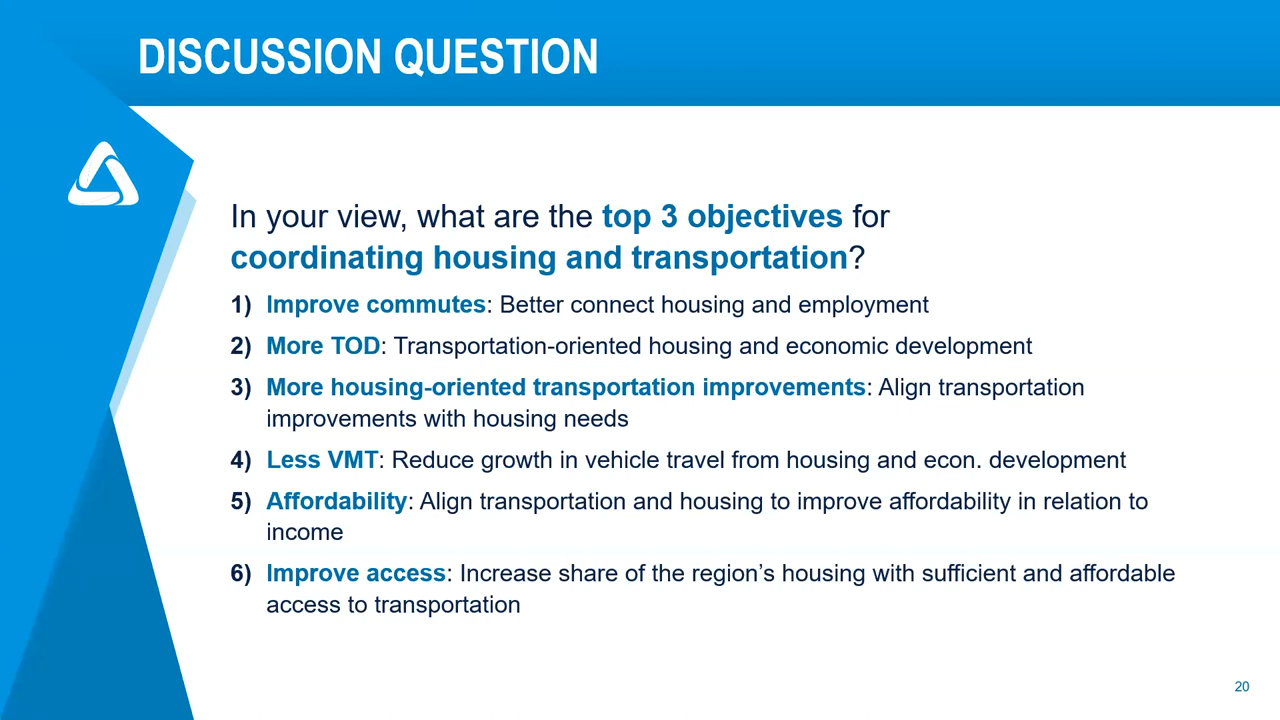 DISCUSSION QUESTION
In your view, what are the top 3 objectives for
coordinating housing and transportation?
1) Improve commutes: Better connect housing and employment
2) More TOD: Transportation-oriented housing and economic development
3) More housing-oriented transportation improvements: Align transportation
improvements with housing needs
4) Less VMT: Reduce growth in vehicle travel from housing and econ. development
5) Affordability: Align transportation and housing to improve affordability in relation to
income
6) Improve access: Increase share of the region’s housing with sufficient and affordable
access to transportation
20